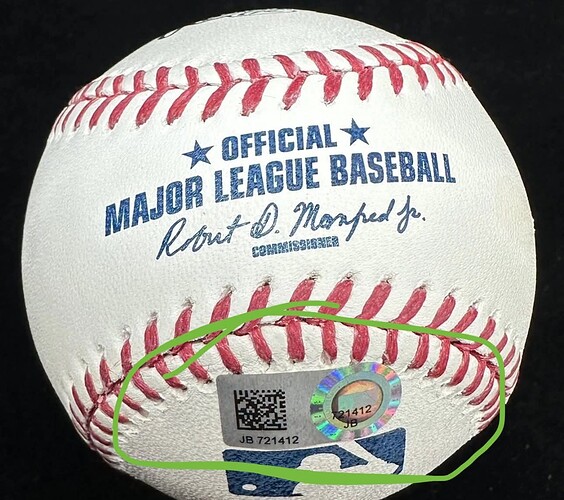 OFFICIAL
MAJOR LEAGUE BASEBALL
Robert D. Manfred Jr.
COMMISSIONER
721412
JB
JB 721412